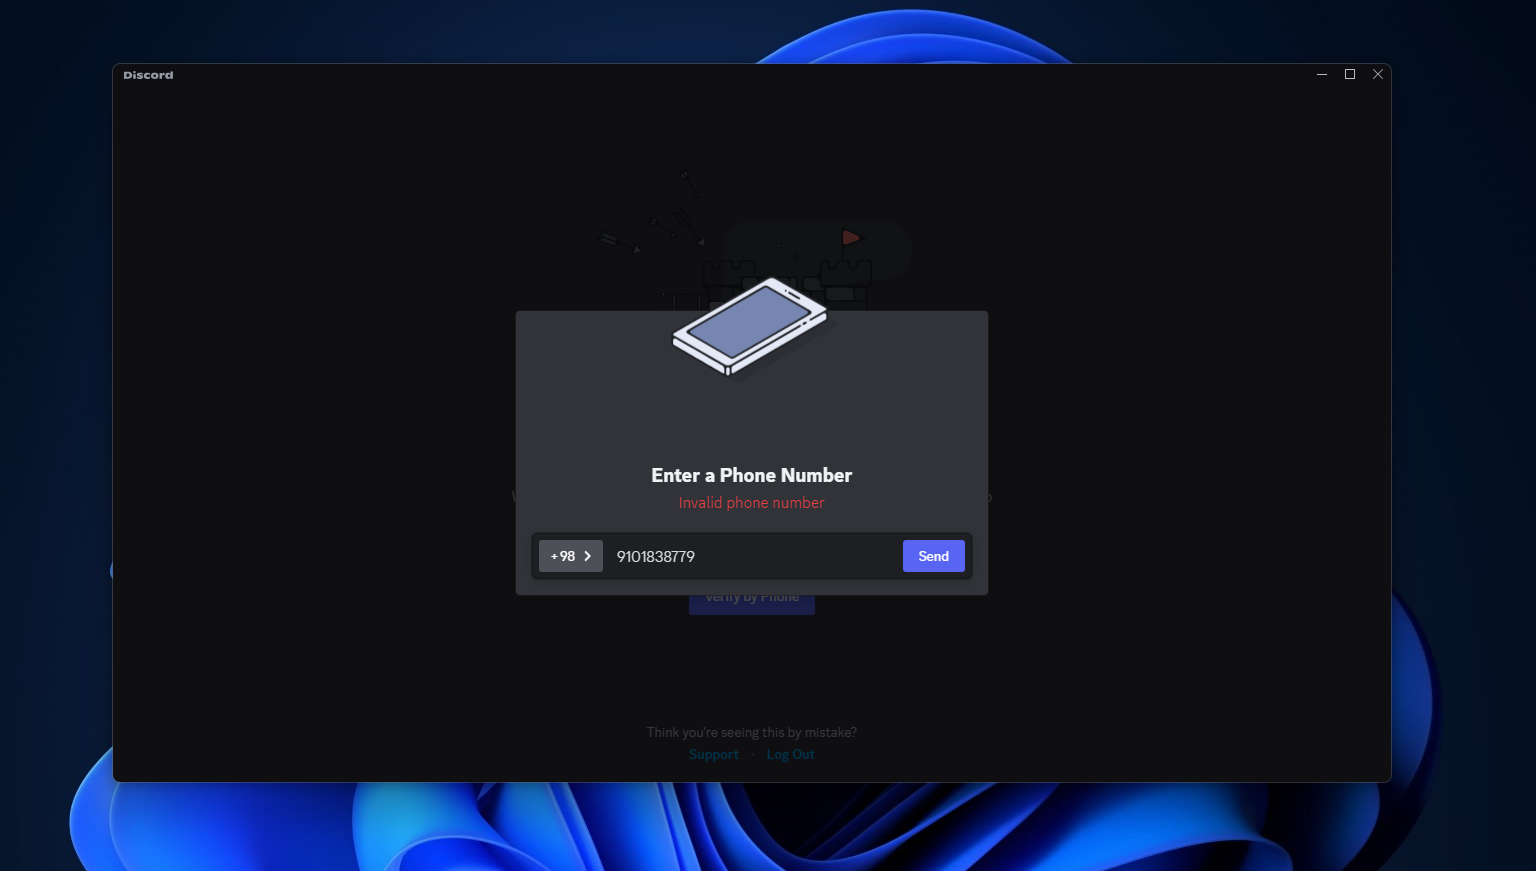 Discord
Enter a Phone Number
Invalid phone number
+98
9101838779
Send
Verify by Phone
Think you're seeing this by mistake?
Support
Log Out